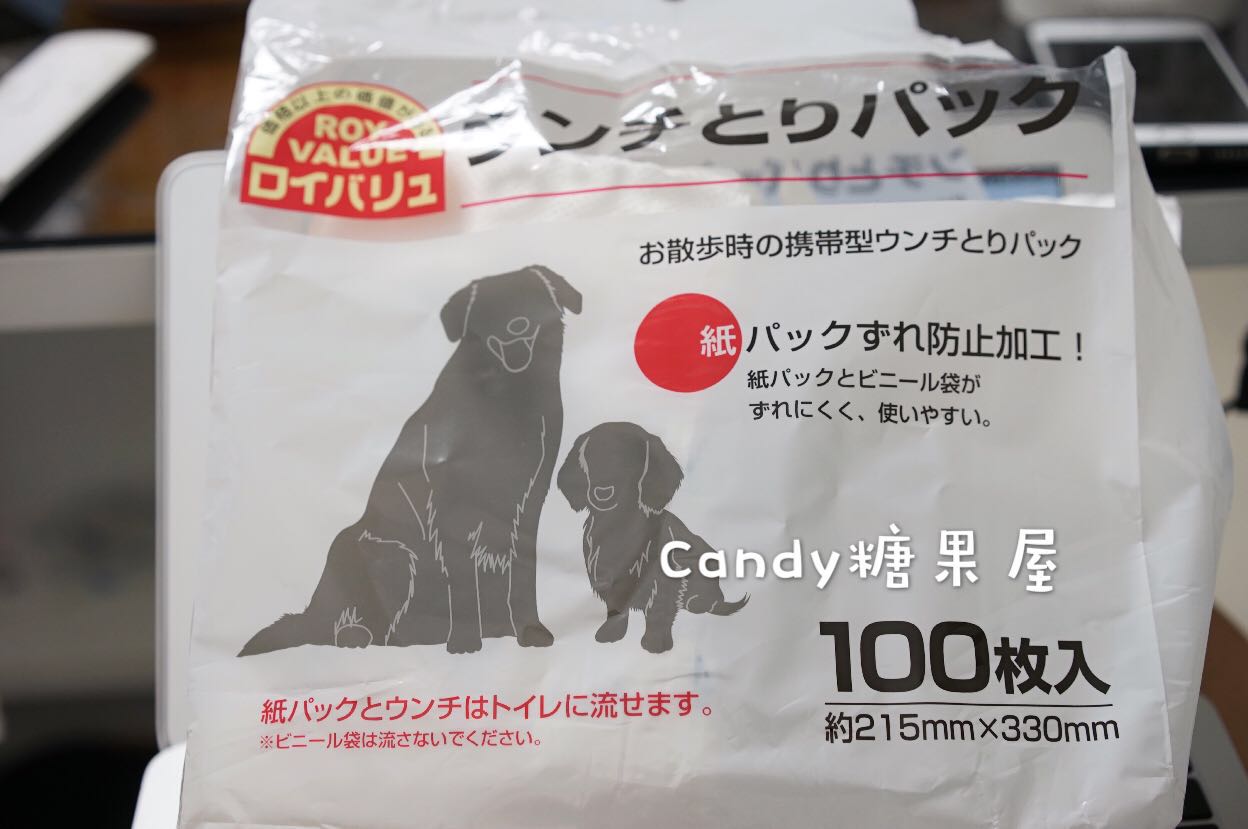 価格以上の価値が
ROY
VALUE
ロイバリュ
ウンチとりパック
お散歩時の携帯型ウンチとりパック
紙パックずれ防止加工！
紙パックとビニール袋が
ずれにくく、使いやすい。
Candy糖果屋
100枚入
約215mm×330mm
紙パックとウンチはトイレに流せます。
※ビニール袋は流さないでください。